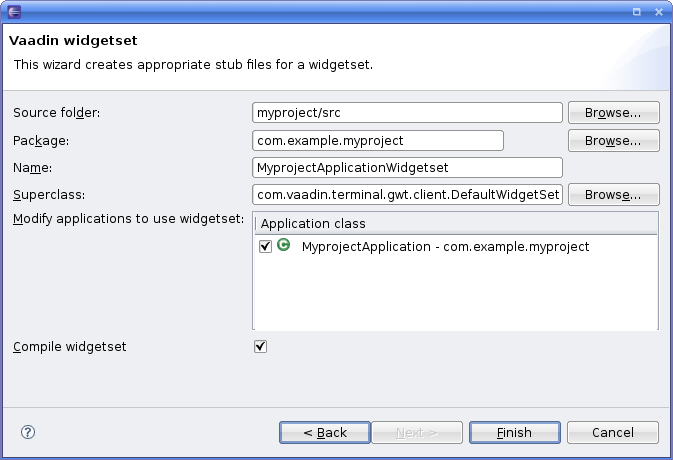 Vaadin widgetset
This wizard creates appropriate stub files for a widgetset.
Source folder: myproject/src Browse...
Package: com.example.myproject Browse...
Name: MyprojectApplicationWidgetset
Superclass: com.vaadin.terminal.gwt.client.DefaultWidgetSet Browse...
Modify applications to use widgetset: Application class
MyprojectApplication - com.example.myproject
Compile widgetset
< Back Next > Finish Cancel